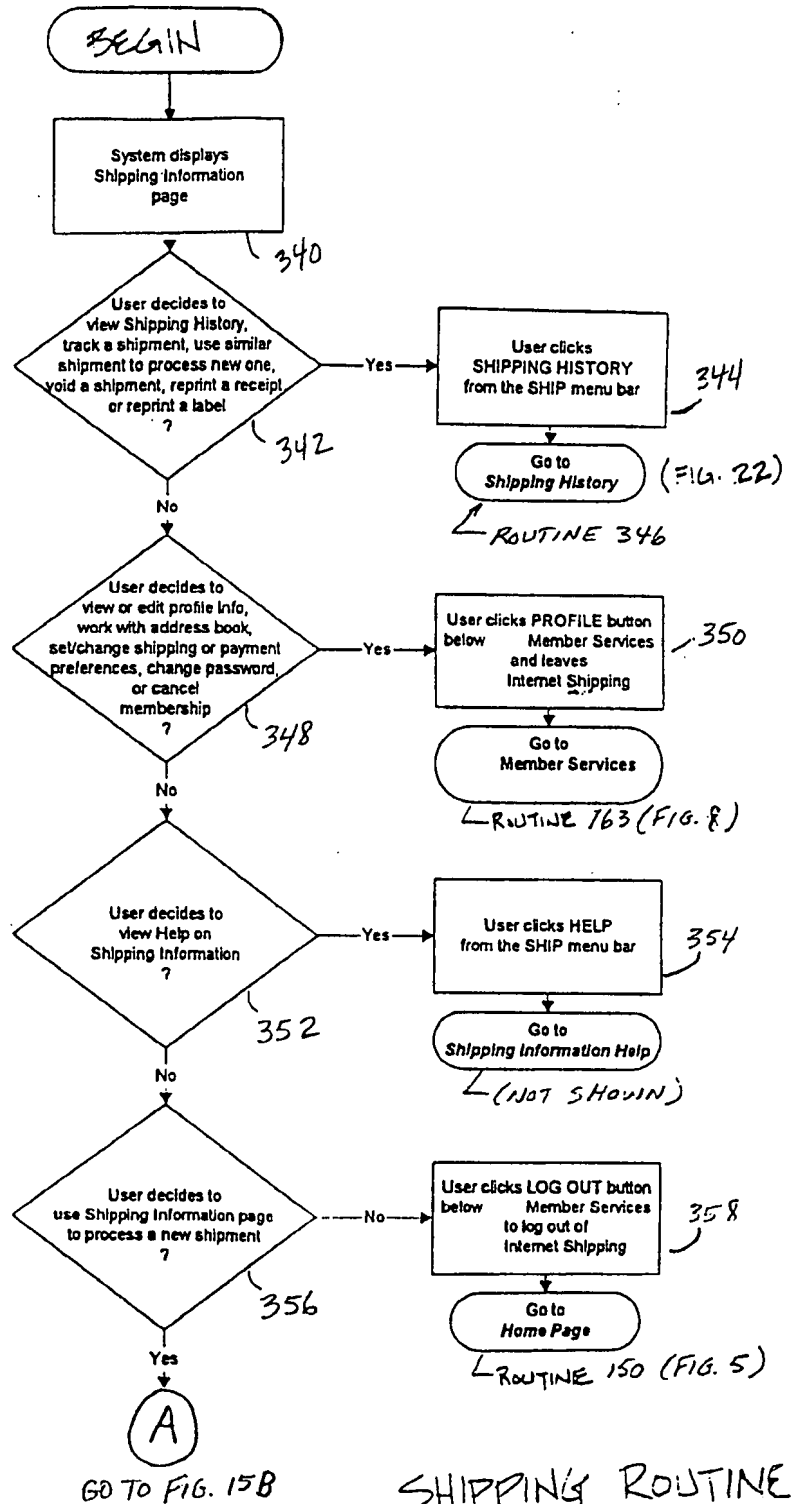 BEGIN
System displays
Shipping Information
page
340
User decides to
view Shipping History,
track a shipment, use similar
shipment to process new one,
void a shipment, reprint a receipt
or reprint a label
?
342
Yes
User clicks
SHIPPING HISTORY
from the SHIP menu bar
344
Go to
Shipping History
(FIG. 22)
ROUTINE 346
No
User decides to
view or edit profile info,
work with address book,
set/change shipping or payment
preferences, change password,
or cancel
membership
?
348
Yes
User clicks PROFILE button
below Member Services
and leaves
Internet Shipping
350
Go to
Member Services
ROUTINE 163 (FIG. 8)
No
User decides to
view Help on
Shipping Information
?
352
Yes
User clicks HELP
from the SHIP menu bar
354
Go to
Shipping Information Help
(NOT SHOWN)
No
User decides to
use Shipping Information page
to process a new shipment
?
356
No
User clicks LOG OUT button
below Member Services
to log out of
Internet Shipping
358
Go to
Home Page
ROUTINE 150 (FIG. 5)
Yes
A
GO TO FIG. 15B
SHIPPING ROUTINE